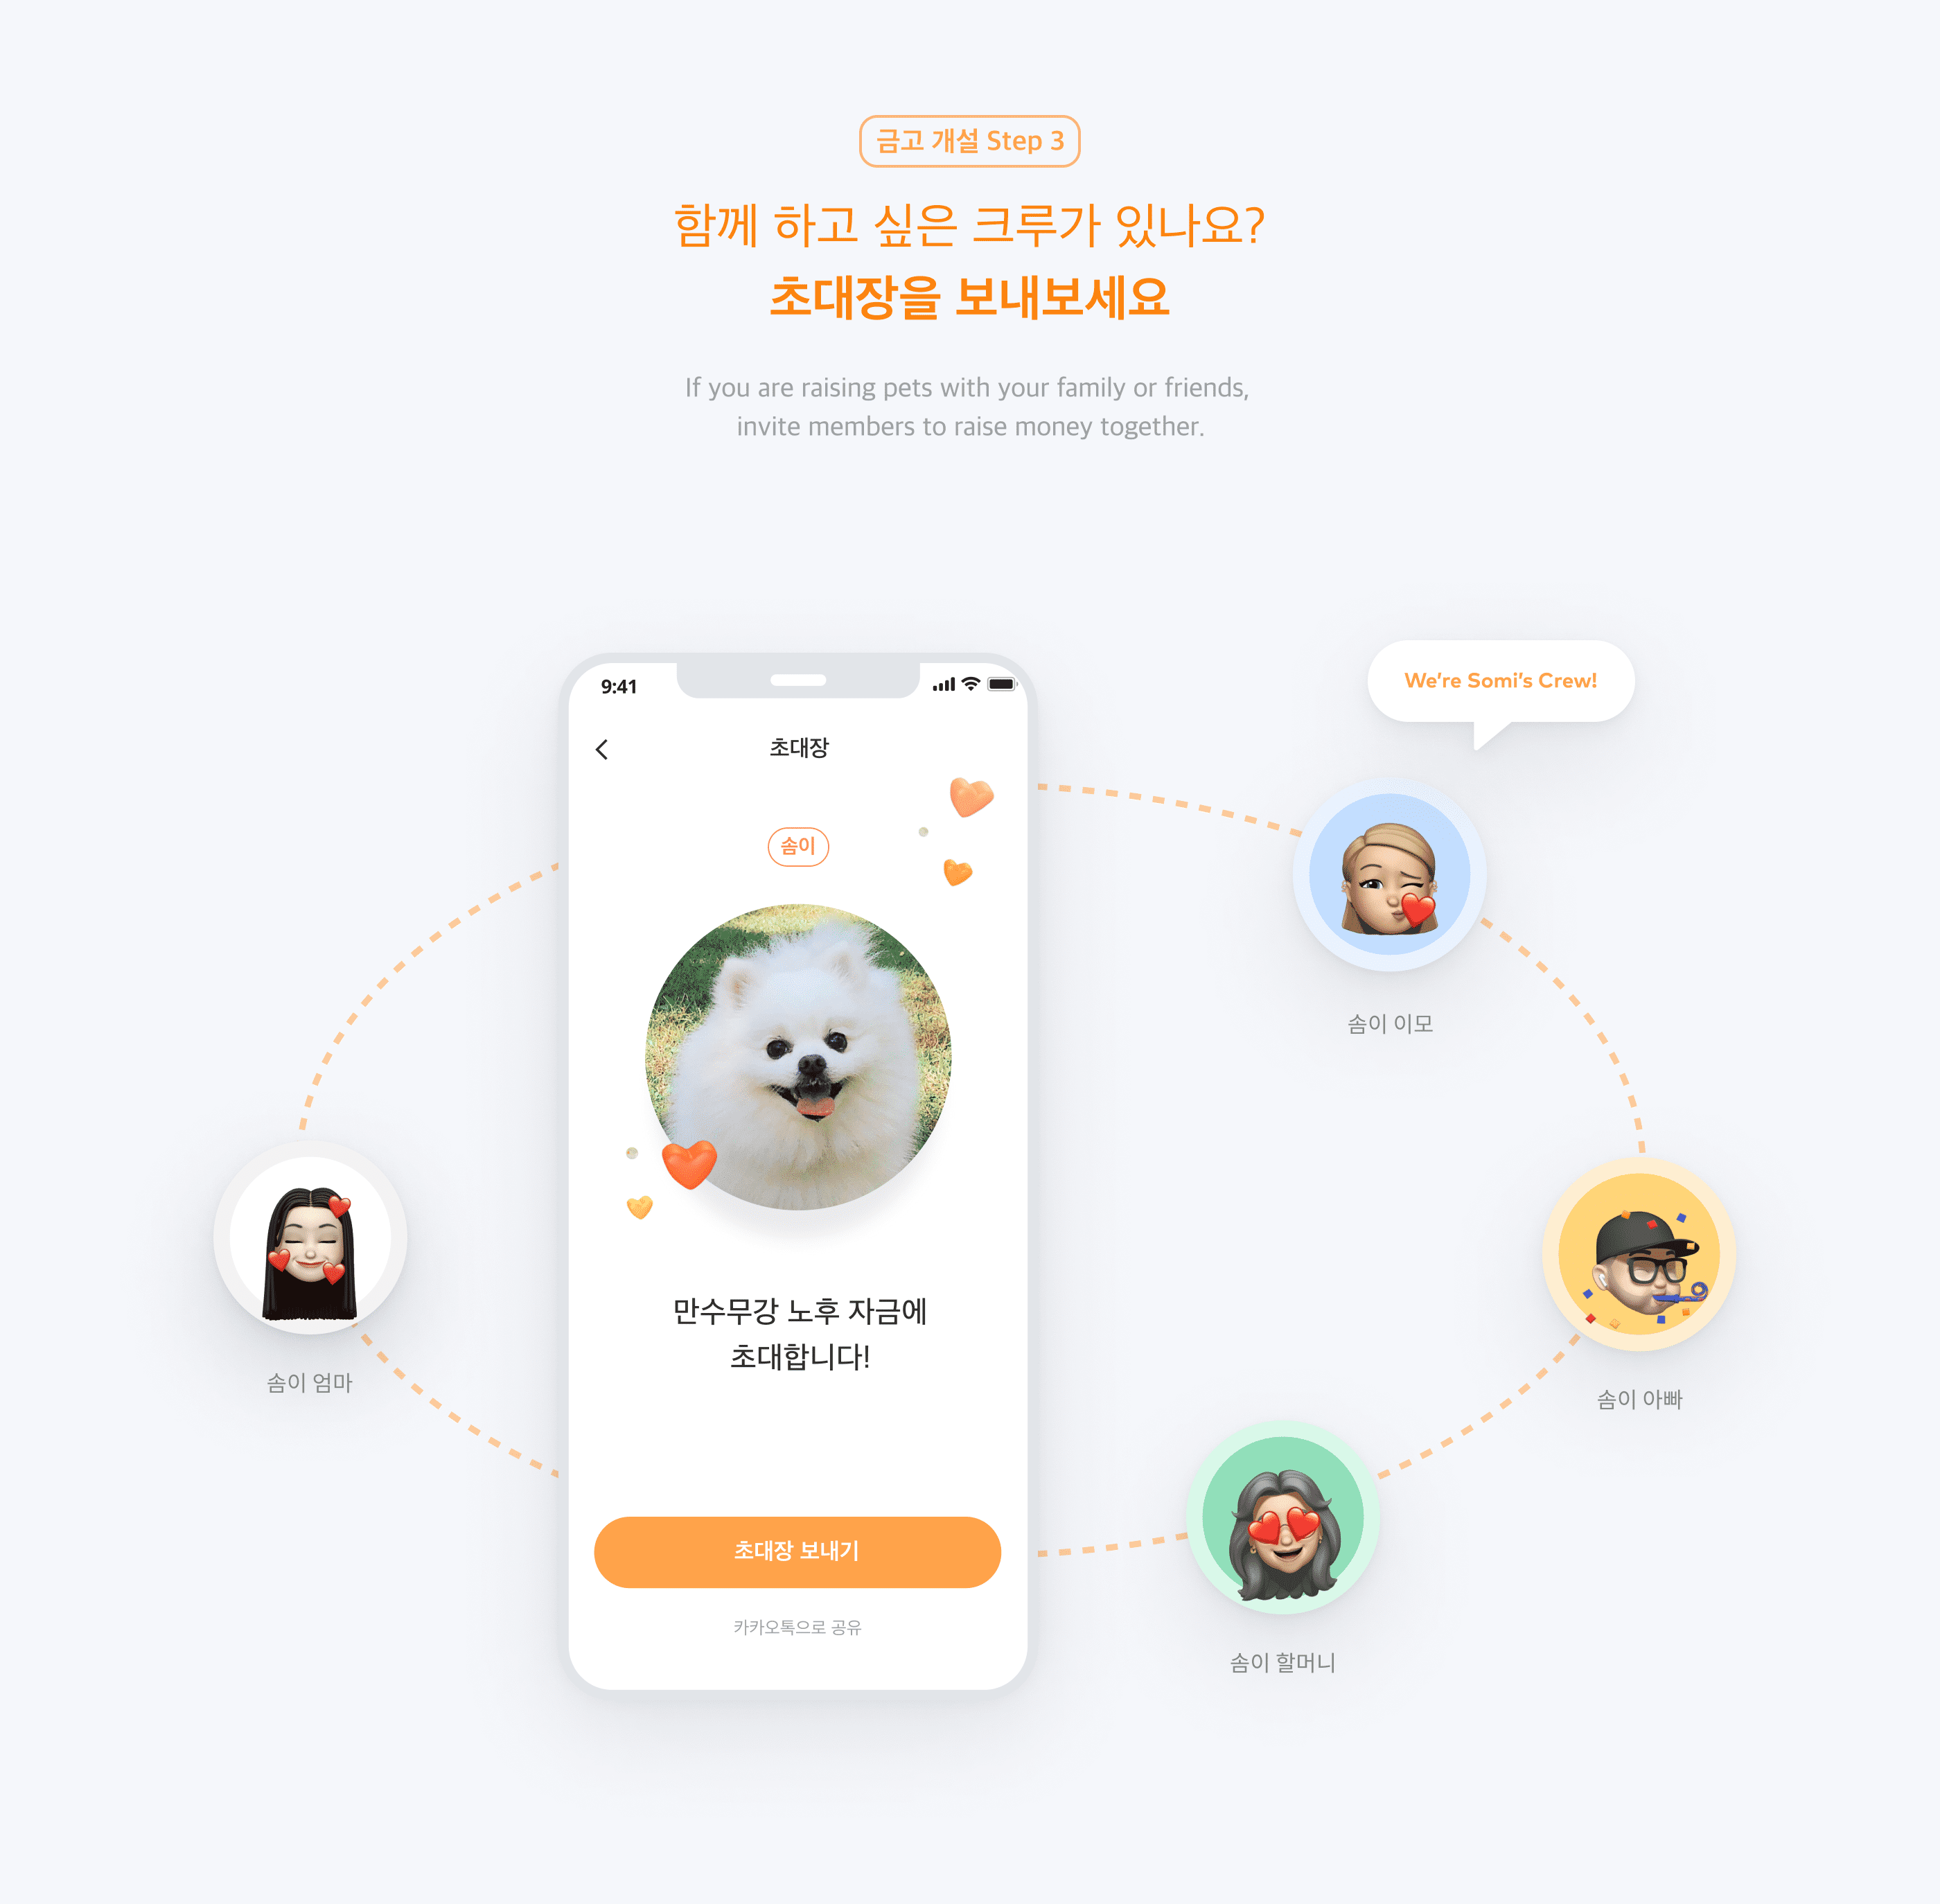 금고 개설 Step 3
함께 하고 싶은 크루가 있나요?
초대장을 보내보세요
If you are raising pets with your family or friends,
invite members to raise money together.
We're Somi's Crew!
9:41
초대장
솜이
만수무강 노후 자금에
초대합니다!
초대장 보내기
카카오톡으로 공유
솜이 이모
솜이 엄마
솜이 아빠
솜이 할머니